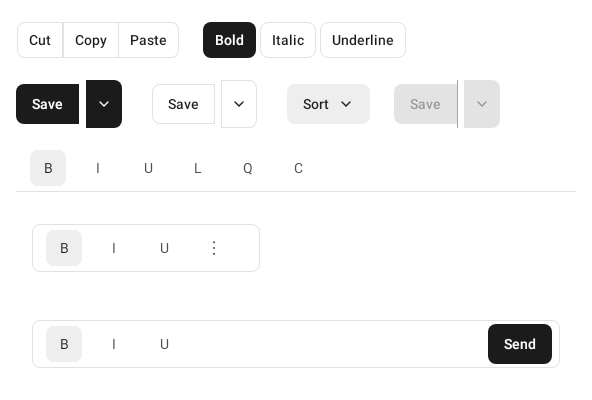 Cut Copy Paste Bold Italic Underline
Save Save Sort Save
B I U L Q C
B I U
B I U Send